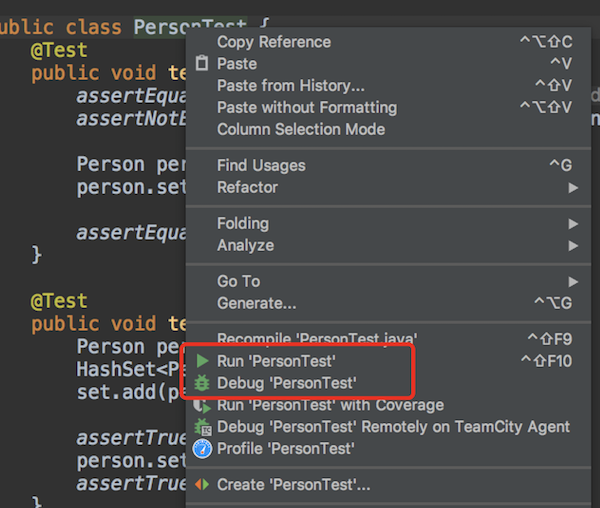 ublic class PersonTest {
@Test
public void te
assertEqua
assertNotE
Person per
person.set
assertEqua
}
@Test
public void te
Person per
HashSet<Pe
set.add(pe
assertTrue
person.set
assertTrue
}
Copy Reference ⌃⌥⇧C
Paste ⌃V
Paste from History... ⌃⇧V
Paste without Formatting ⌃⌥⇧V
Column Selection Mode
Find Usages ⌃G
Refactor
Folding
Analyze
Go To
Generate... ⌃⌥G
Recompile 'PersonTest.java' ⌃⇧F9
Run 'PersonTest' ⌃⇧F10
Debug 'PersonTest'
Run 'PersonTest' with Coverage
Debug 'PersonTest' Remotely on TeamCity Agent
Profile 'PersonTest'
Create 'PersonTest'...